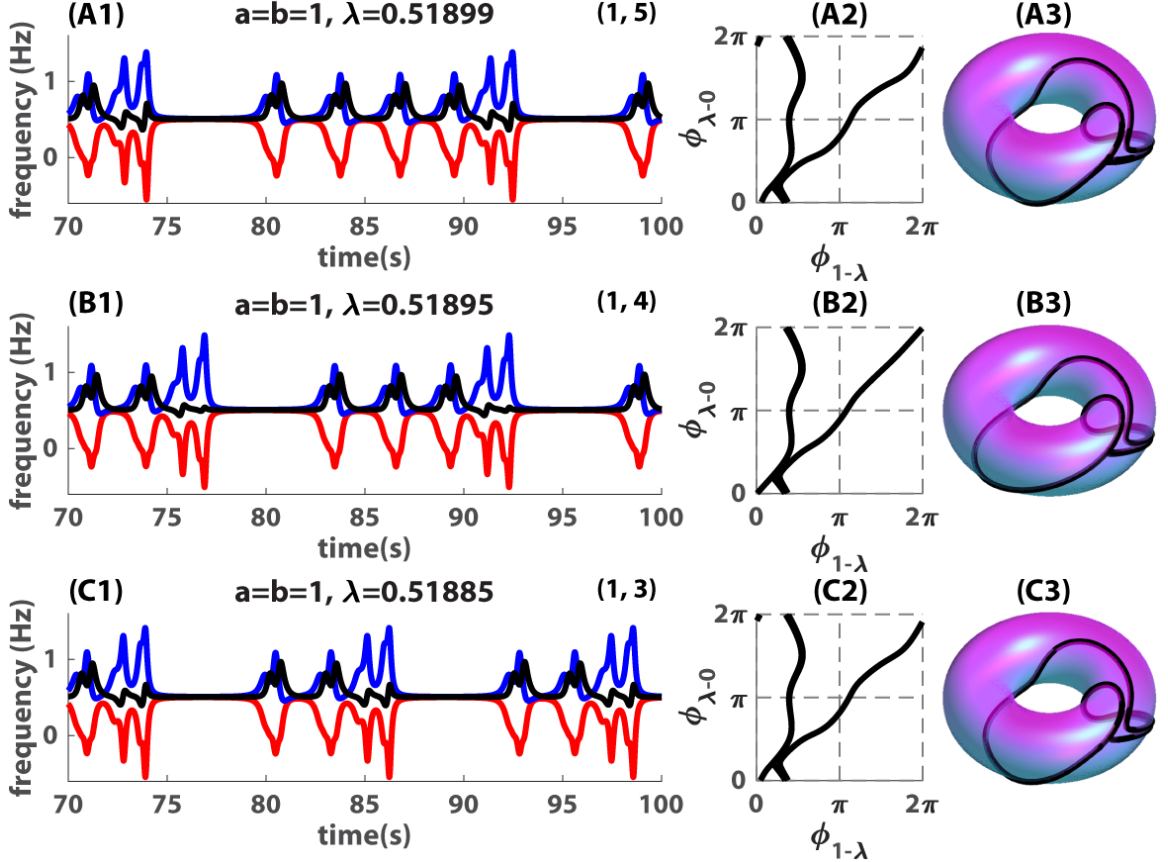 (A1) a=b=1, λ=0.51899 (1, 5) (A2) (A3)
frequency (Hz)
1
0
70 75 80 85 90 95 100
time(s)
ϕλ-0
2π
π
0
0 π 2π
ϕ1-λ
(B1) a=b=1, λ=0.51895 (1, 4) (B2) (B3)
frequency (Hz)
1
0
70 75 80 85 90 95 100
time(s)
ϕλ-0
2π
π
0
0 π 2π
ϕ1-λ
(C1) a=b=1, λ=0.51885 (1, 3) (C2) (C3)
frequency (Hz)
1
0
70 75 80 85 90 95 100
time(s)
ϕλ-0
2π
π
0
0 π 2π
ϕ1-λ